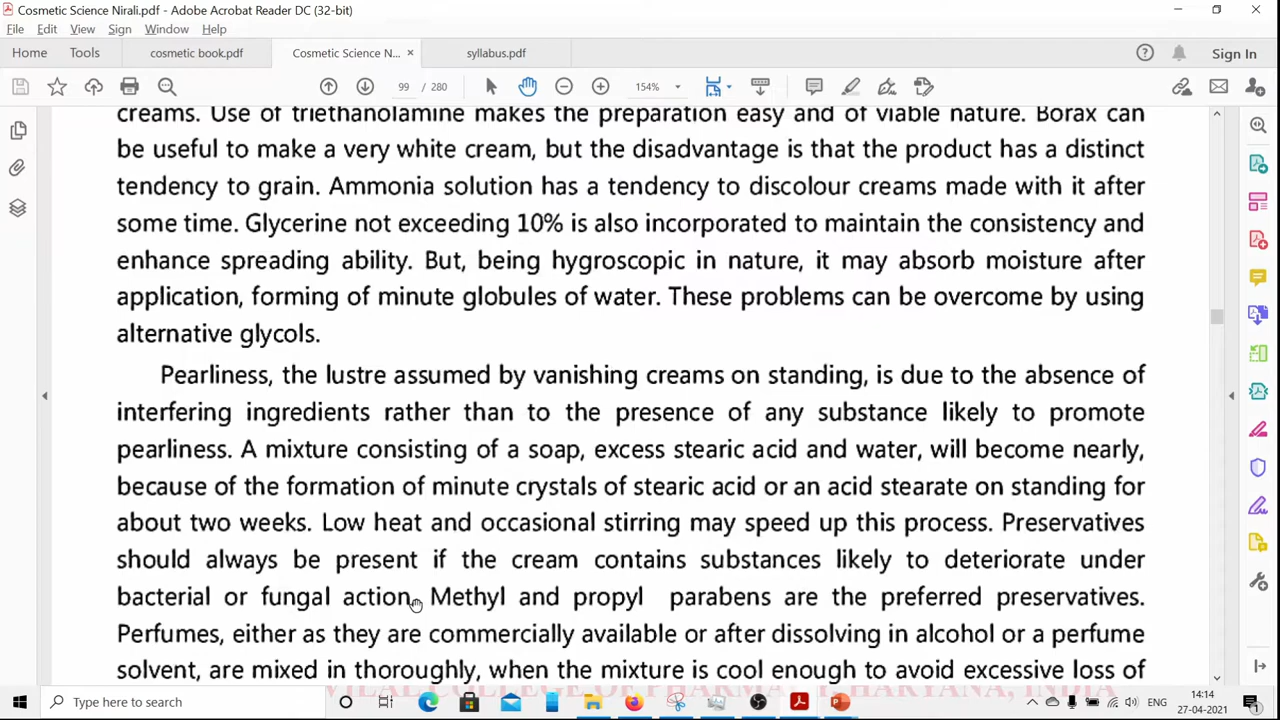 Cosmetic Science Nirali.pdf - Adobe Acrobat Reader DC (32-bit)
File Edit View Sign Window Help
Home Tools cosmetic book.pdf Cosmetic Science N... × syllabus.pdf Sign In
99 / 280 154%
creams. Use of triethanolamine makes the preparation easy and of viable nature. Borax can
be useful to make a very white cream, but the disadvantage is that the product has a distinct
tendency to grain. Ammonia solution has a tendency to discolour creams made with it after
some time. Glycerine not exceeding 10% is also incorporated to maintain the consistency and
enhance spreading ability. But, being hygroscopic in nature, it may absorb moisture after
application, forming of minute globules of water. These problems can be overcome by using
alternative glycols.
Pearliness, the lustre assumed by vanishing creams on standing, is due to the absence of
interfering ingredients rather than to the presence of any substance likely to promote
pearliness. A mixture consisting of a soap, excess stearic acid and water, will become nearly,
because of the formation of minute crystals of stearic acid or an acid stearate on standing for
about two weeks. Low heat and occasional stirring may speed up this process. Preservatives
should always be present if the cream contains substances likely to deteriorate under
bacterial or fungal action. Methyl and propyl parabens are the preferred preservatives.
Perfumes, either as they are commercially available or after dissolving in alcohol or a perfume
solvent, are mixed in thoroughly, when the mixture is cool enough to avoid excessive loss of
Type here to search
ENG
14:14
27-04-2021